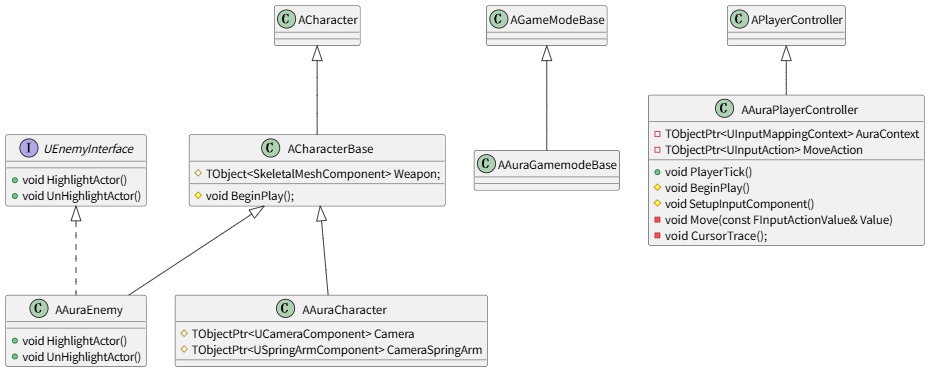 C ACharacter
C AGameModeBase
C APlayerController
I UEnemyInterface
void HighlightActor()
void UnHighlightActor()
C ACharacterBase
TObject<SkeletalMeshComponent> Weapon;
void BeginPlay();
C AAuraGamemodeBase
C AAuraPlayerController
TObjectPtr<UInputMappingContext> AuraContext
TObjectPtr<UInputAction> MoveAction
void PlayerTick()
void BeginPlay()
void SetupInputComponent()
void Move(const FInputActionValue& Value)
void CursorTrace();
C AAuraEnemy
void HighlightActor()
void UnHighlightActor()
C AAuraCharacter
TObjectPtr<UCameraComponent> Camera
TObjectPtr<USpringArmComponent> CameraSpringArm